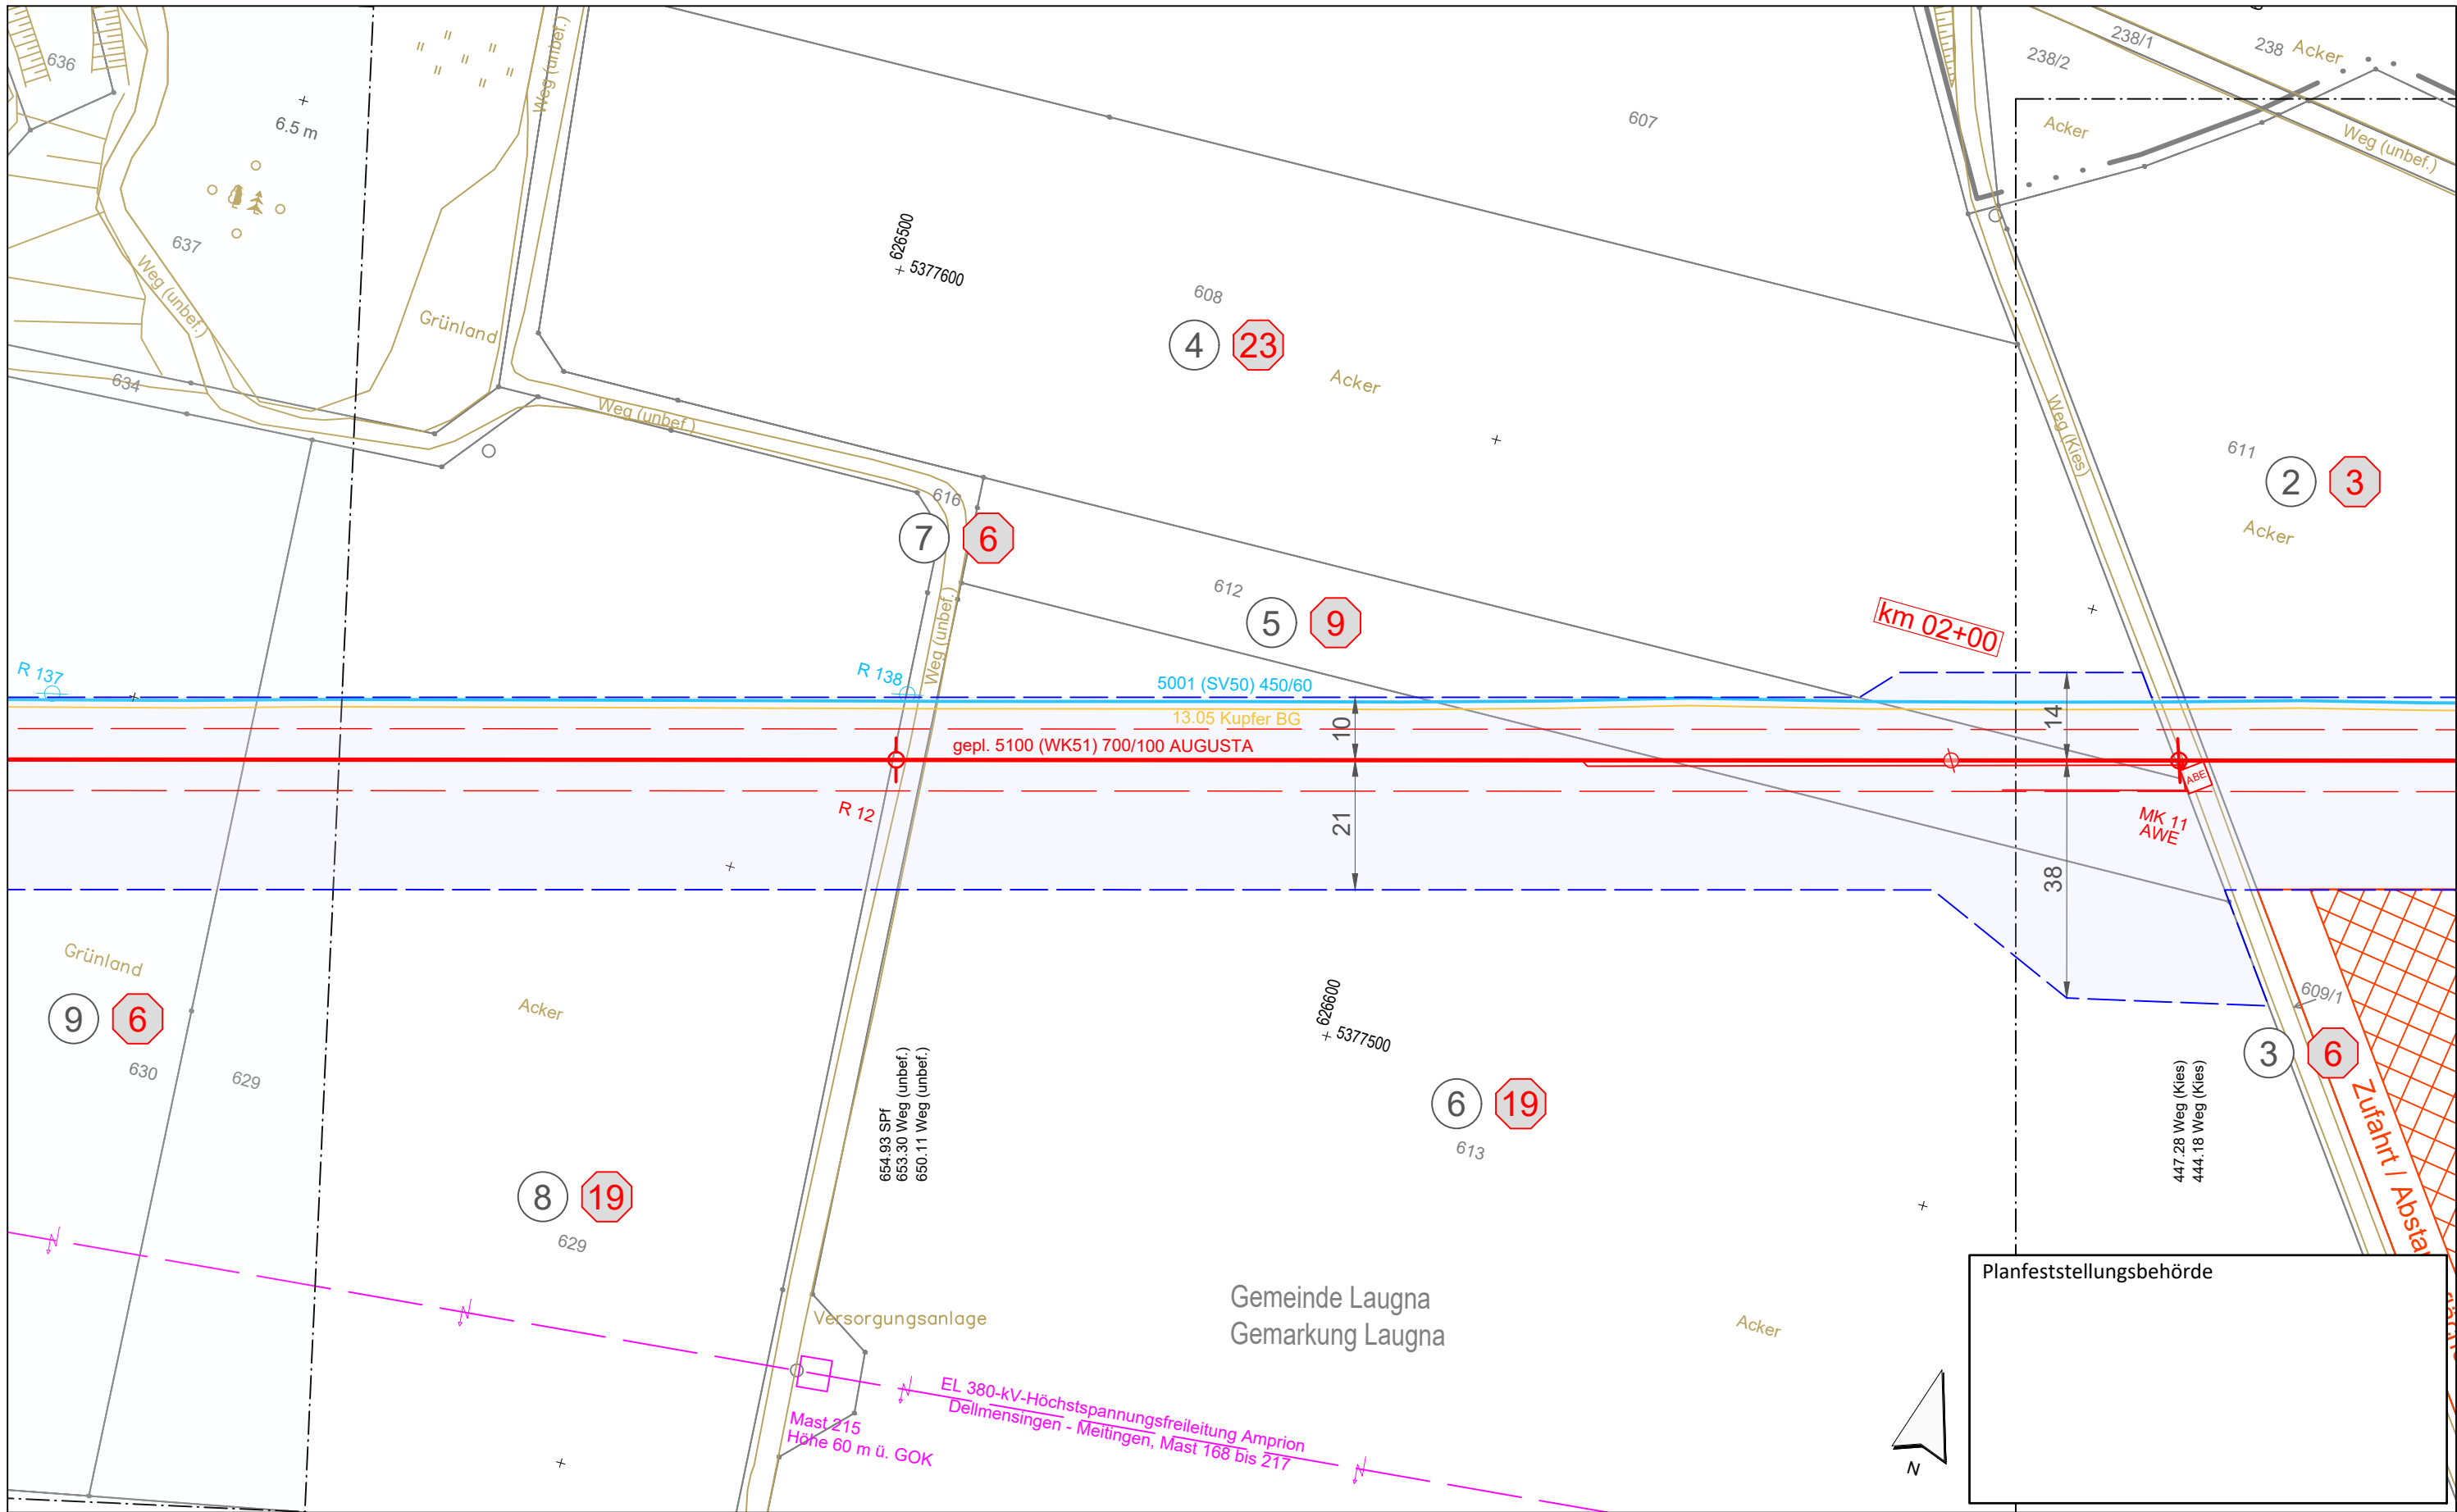 636
6.5 m
637
Weg (unbef.)
Weg (unbef.)
Grünland
634
Weg (unbef.)
626500
5377600
607
608
4
23
Acker
238/2
238/1
238
Acker
Acker
Weg (unbef.)
Weg (Kies)
611
2
3
Acker
616
7
6
Weg (unbef.)
612
5
9
km 02+00
R 137
R 138
5001 (SV50) 450/60
13.05 Kupfer BG
10
14
gepl. 5100 (WK51) 700/100 AUGUSTA
R 12
21
38
ABE
MK 11
AWE
Grünland
9
6
630
629
Acker
654.93 SPf
653.30 Weg (unbef.)
650.11 Weg (unbef.)
626600
5377500
6
19
613
447.28 Weg (Kies)
444.18 Weg (Kies)
609/1
3
6
Zufahrt / Absta
8
19
629
Versorgungsanlage
Gemeinde Laugna
Gemarkung Laugna
Acker
Mast 215
Höhe 60 m ü. GOK
EL 380-kV-Höchstspannungsfreileitung Amprion
Dellmensingen - Meitingen, Mast 168 bis 217
N
Planfeststellungsbehörde